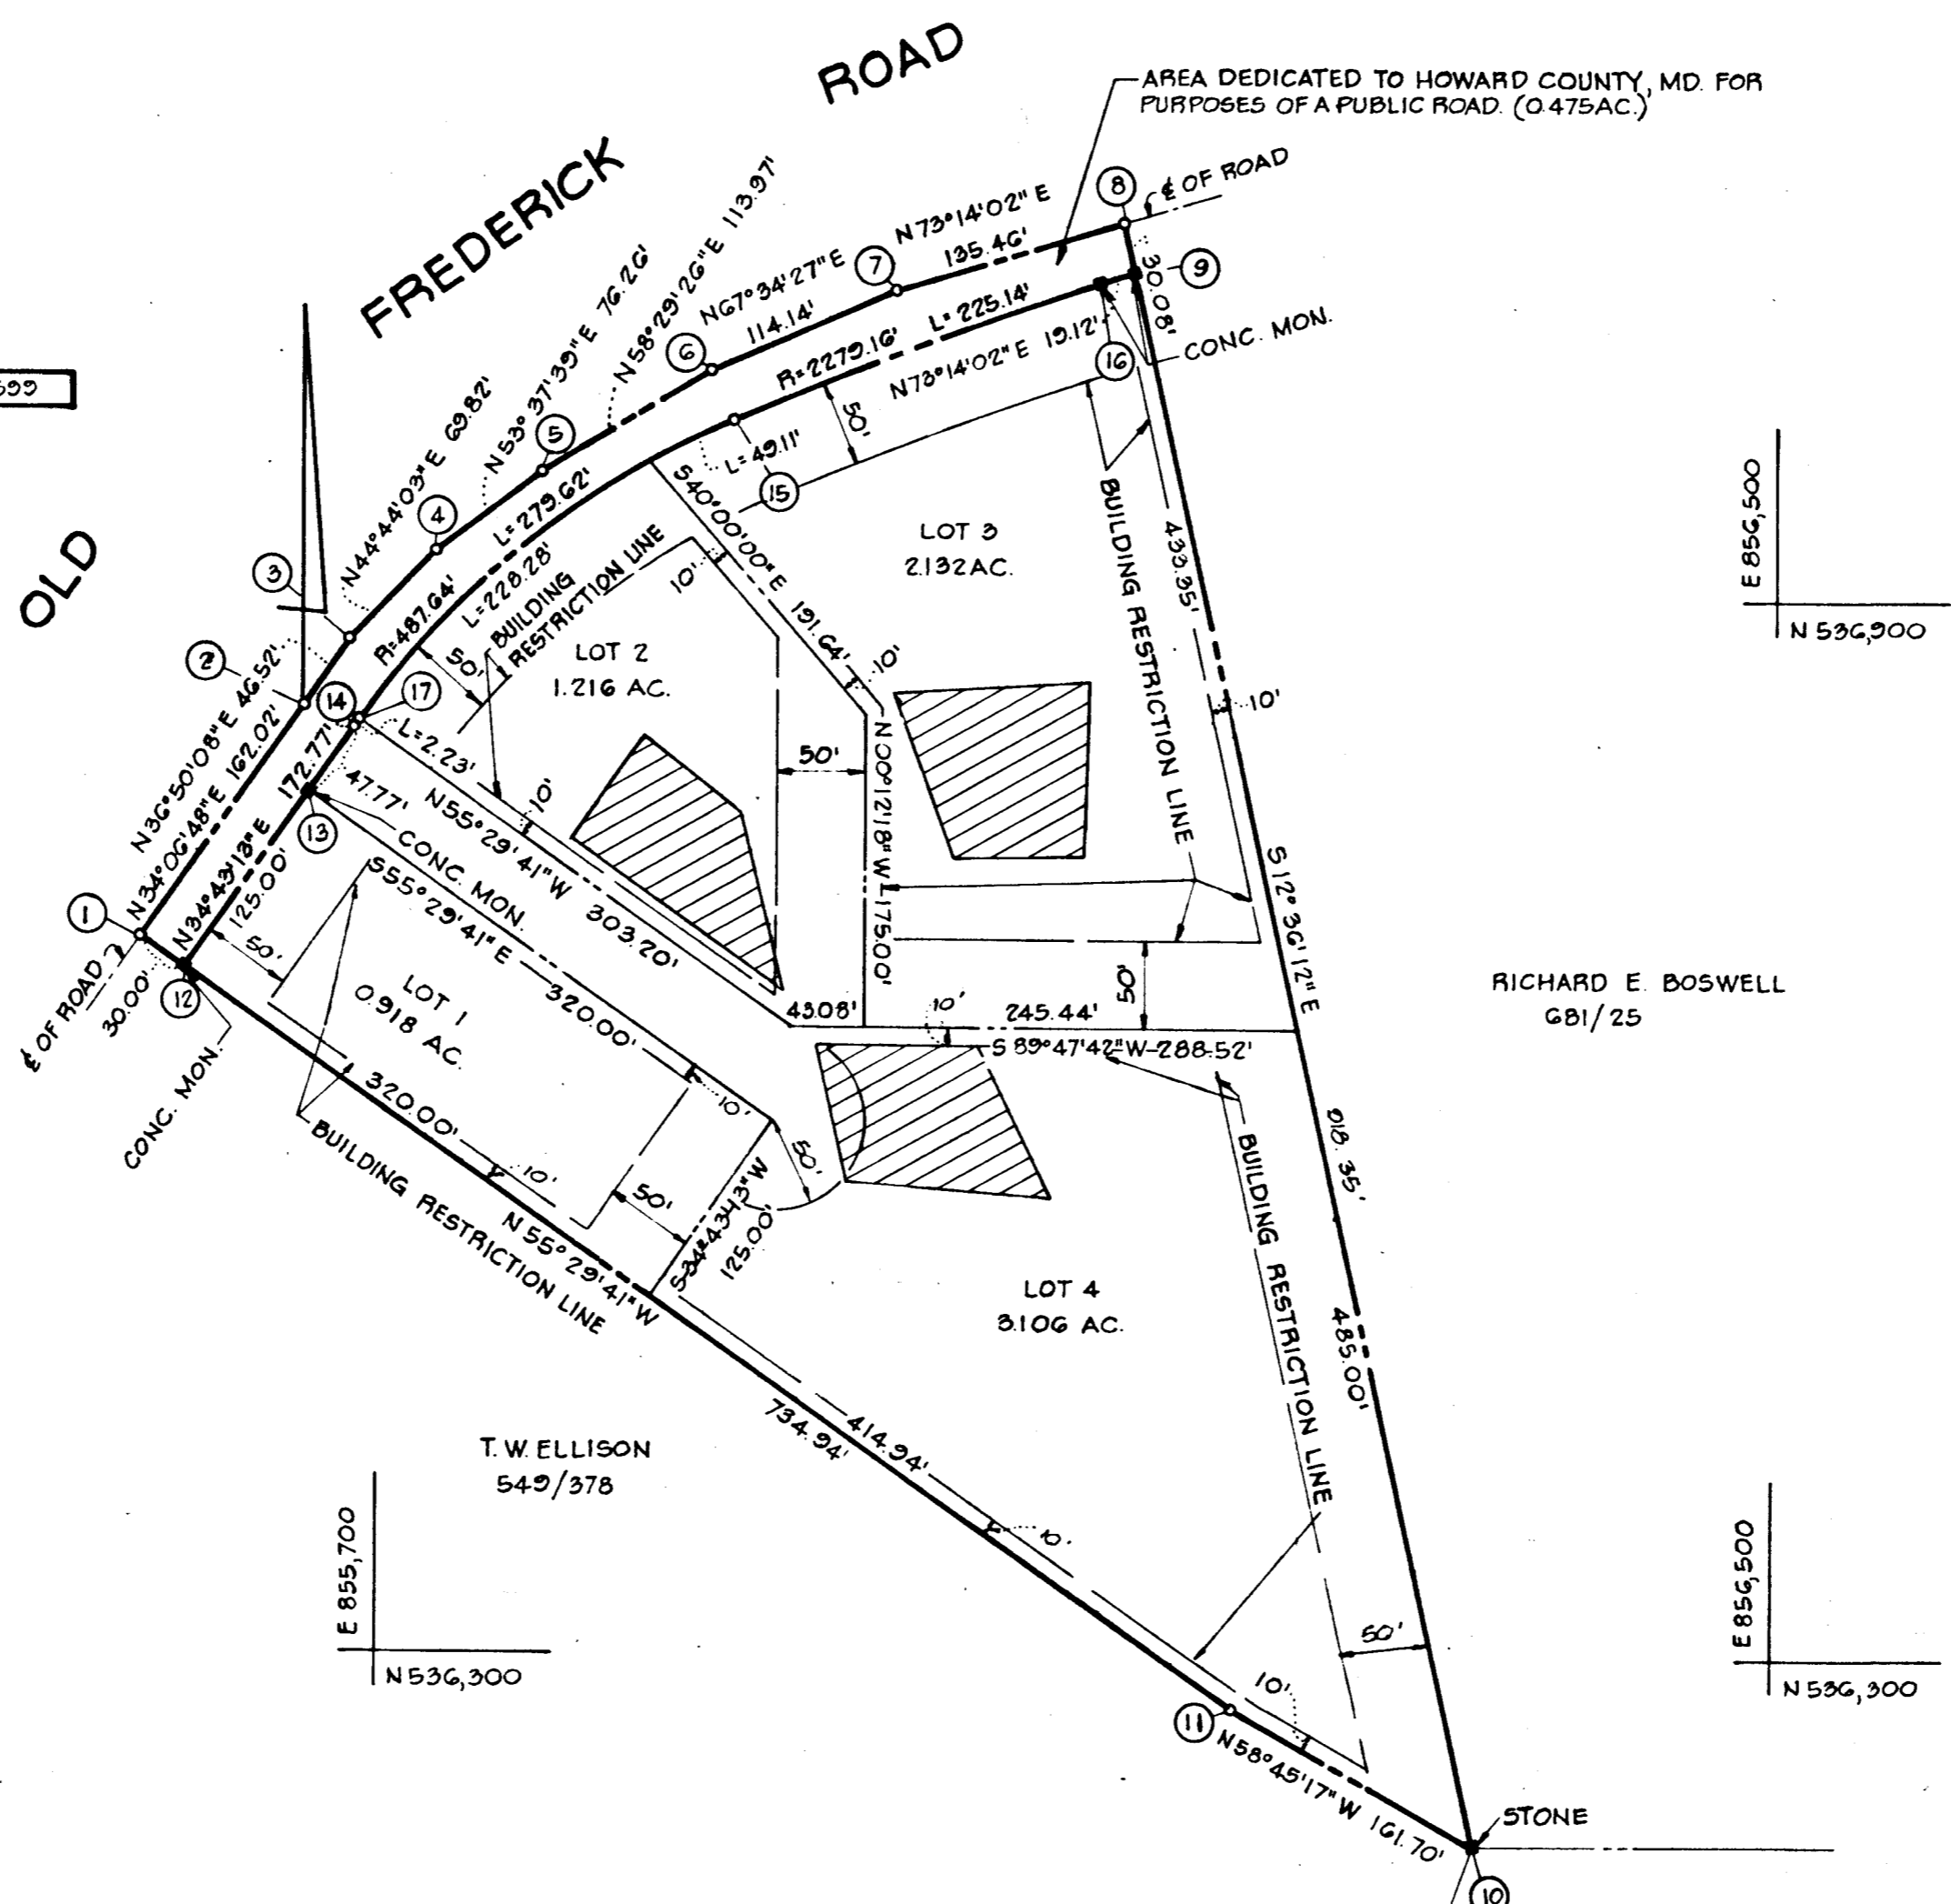 ROAD
FREDERICK
OLD
AREA DEDICATED TO HOWARD COUNTY, MD. FOR
PURPOSES OF A PUBLIC ROAD. (0.475AC.)
℄ OF ROAD
8
N73°14'02"E
135.46'
7
9
30.08'
CONC. MON.
16
N67°34'27"E
114.14'
6
N58°29'26"E 113.97'
N53°37'39"E 76.26'
5
N44°44'03"E 69.82'
4
3
2
N36°50'08"E 46.52'
N34°06'48"E 162.02'
1
R=2279.16' L=225.14'
N73°14'02"E 19.12'
50'
L=49.11'
15
L=279.62'
R=487.64'
L=228.28'
BUILDING
RESTRICTION LINE
50'
S40°00'00"E 191.64'
10'
10'
LOT 3
2.132AC.
BUILDING RESTRICTION LINE
433.35'
10'
LOT 2
1.216 AC.
14
17
L=2.23'
172.77'
47.77'
13
CONC. MON.
N34°43'13"E
125.00'
N55°29'41"W 303.20'
10'
50'
N00°12'18"W-175.00'
S55°29'41"E 320.00'
50'
LOT 1
0.918 AC.
12
30.00'
℄ OF ROAD
CONC. MON.
320.00'
BUILDING RESTRICTION LINE
10'
10'
50'
50'
S34°43'13"W
125.00'
N55°29'41"W
43.08'
10'
245.44'
50'
S89°47'42"W-288.52'
S12°36'12"E
918.35'
485.00'
BUILDING RESTRICTION LINE
LOT 4
3.106 AC.
734.94'
414.94'
10'
50'
10'
11
N58°45'17"W 161.70'
STONE
10
RICHARD E. BOSWELL
681/25
T.W. ELLISON
549/378
E 856,500
N 536,900
E 855,700
N 536,300
E 856,500
N 536,300